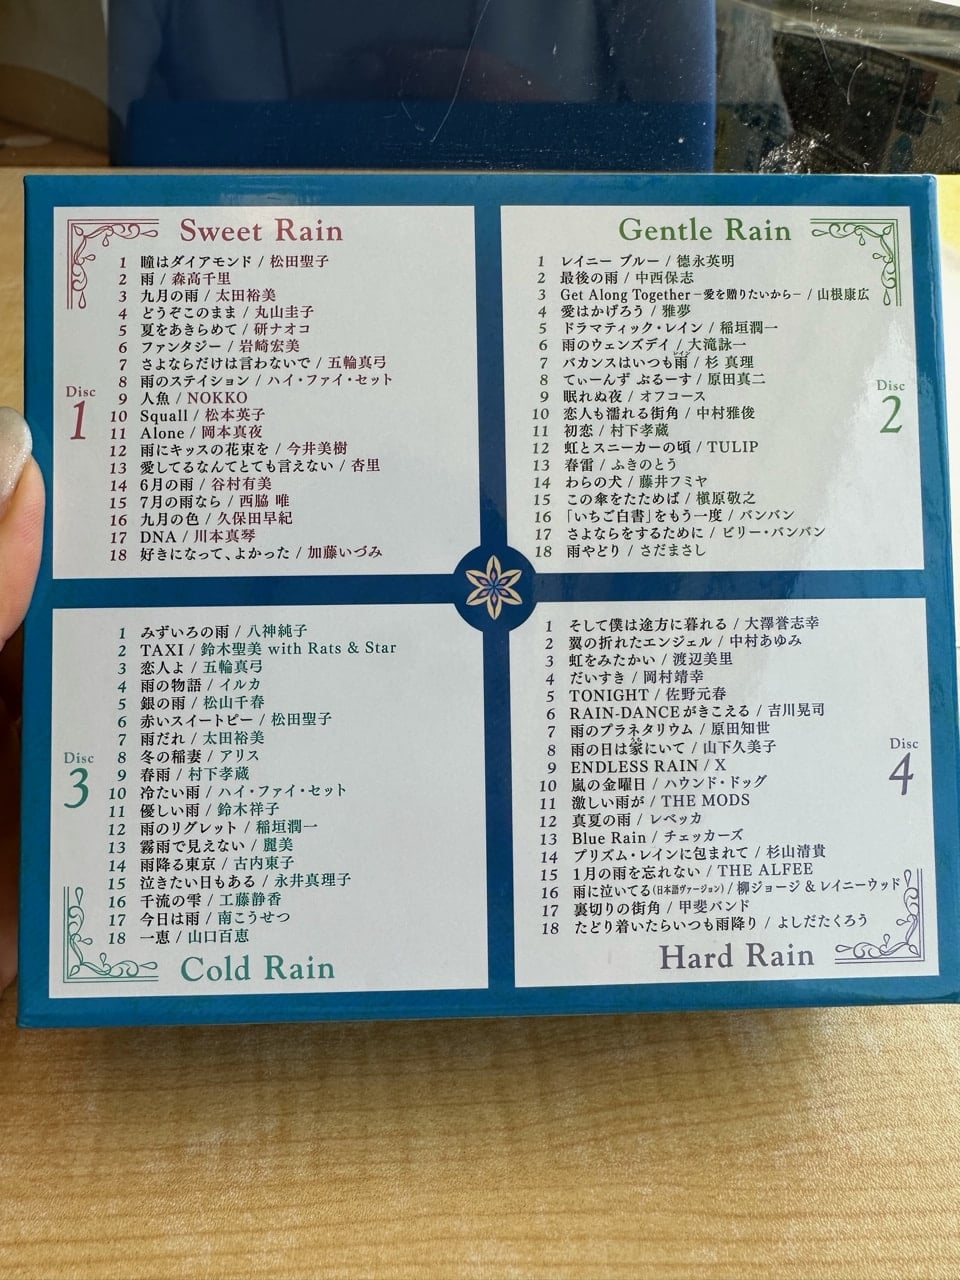 Sweet Rain
Disc 1
1 瞳はダイアモンド / 松田聖子
2 雨 / 森高千里
3 九月の雨 / 太田裕美
4 どうぞこのまま / 丸山圭子
5 夏をあきらめて / 研ナオコ
6 ファンタジー / 岩崎宏美
7 さよならだけは言わないで / 五輪真弓
8 雨のステイション / ハイ・ファイ・セット
9 人魚 / NOKKO
10 Squall / 松本英子
11 Alone / 岡本真夜
12 雨にキッスの花束を / 今井美樹
13 愛してるなんてとても言えない / 杏里
14 6月の雨 / 谷村有美
15 7月の雨なら / 西脇 唯
16 九月の色 / 久保田早紀
17 DNA / 川本真琴
18 好きになって、よかった / 加藤いづみ
Gentle Rain
Disc 2
1 レイニー ブルー / 德永英明
2 最後の雨 / 中西保志
3 Get Along Together－愛を贈りたいから－ / 山根康広
4 愛はかげろう / 雅夢
5 ドラマティック・レイン / 稲垣潤一
6 雨のウェンズデイ / 大滝詠一
7 バカンスはいつも雨 / 杉 真理
8 てぃーんず ぶるーす / 原田真二
9 眠れぬ夜 / オフコース
10 恋人も濡れる街角 / 中村雅俊
11 初恋 / 村下孝蔵
12 虹とスニーカーの頃 / TULIP
13 春雷 / ふきのとう
14 わらの犬 / 藤井フミヤ
15 この傘をたためば / 槇原敬之
16 「いちご白書」をもう一度 / バンバン
17 さよならをするために / ビリー・バンバン
18 雨やどり / さだまさし
Disc 3
1 みずいろの雨 / 八神純子
2 TAXI / 鈴木聖美 with Rats & Star
3 恋人よ / 五輪真弓
4 雨の物語 / イルカ
5 銀の雨 / 松山千春
6 赤いスイートピー / 松田聖子
7 雨だれ / 太田裕美
8 冬の稲妻 / アリス
9 春雨 / 村下孝蔵
10 冷たい雨 / ハイ・ファイ・セット
11 優しい雨 / 鈴木祥子
12 雨のリグレット / 稲垣潤一
13 霧雨で見えない / 麗美
14 雨降る東京 / 古内東子
15 泣きたい日もある / 永井真理子
16 千流の雫 / 工藤静香
17 今日は雨 / 南こうせつ
18 一恵 / 山口百恵
Cold Rain
Disc 4
1 そして僕は途方に暮れる / 大澤誉志幸
2 翼の折れたエンジェル / 中村あゆみ
3 虹をみたかい / 渡辺美里
4 だいすき / 岡村靖幸
5 TONIGHT / 佐野元春
6 RAIN-DANCEがきこえる / 吉川晃司
7 雨のプラネタリウム / 原田知世
8 雨の日は家にいて / 山下久美子
9 ENDLESS RAIN / X
10 嵐の金曜日 / ハウンド・ドッグ
11 激しい雨が / THE MODS
12 真夏の雨 / レベッカ
13 Blue Rain / チェッカーズ
14 プリズム・レインに包まれて / 杉山清貴
15 1月の雨を忘れない / THE ALFEE
16 雨に泣いてる(日本語ヴァージョン) / 柳ジョージ & レイニーウッド
17 裏切りの街角 / 甲斐バンド
18 たどり着いたらいつも雨降り / よしだたくろう
Hard Rain